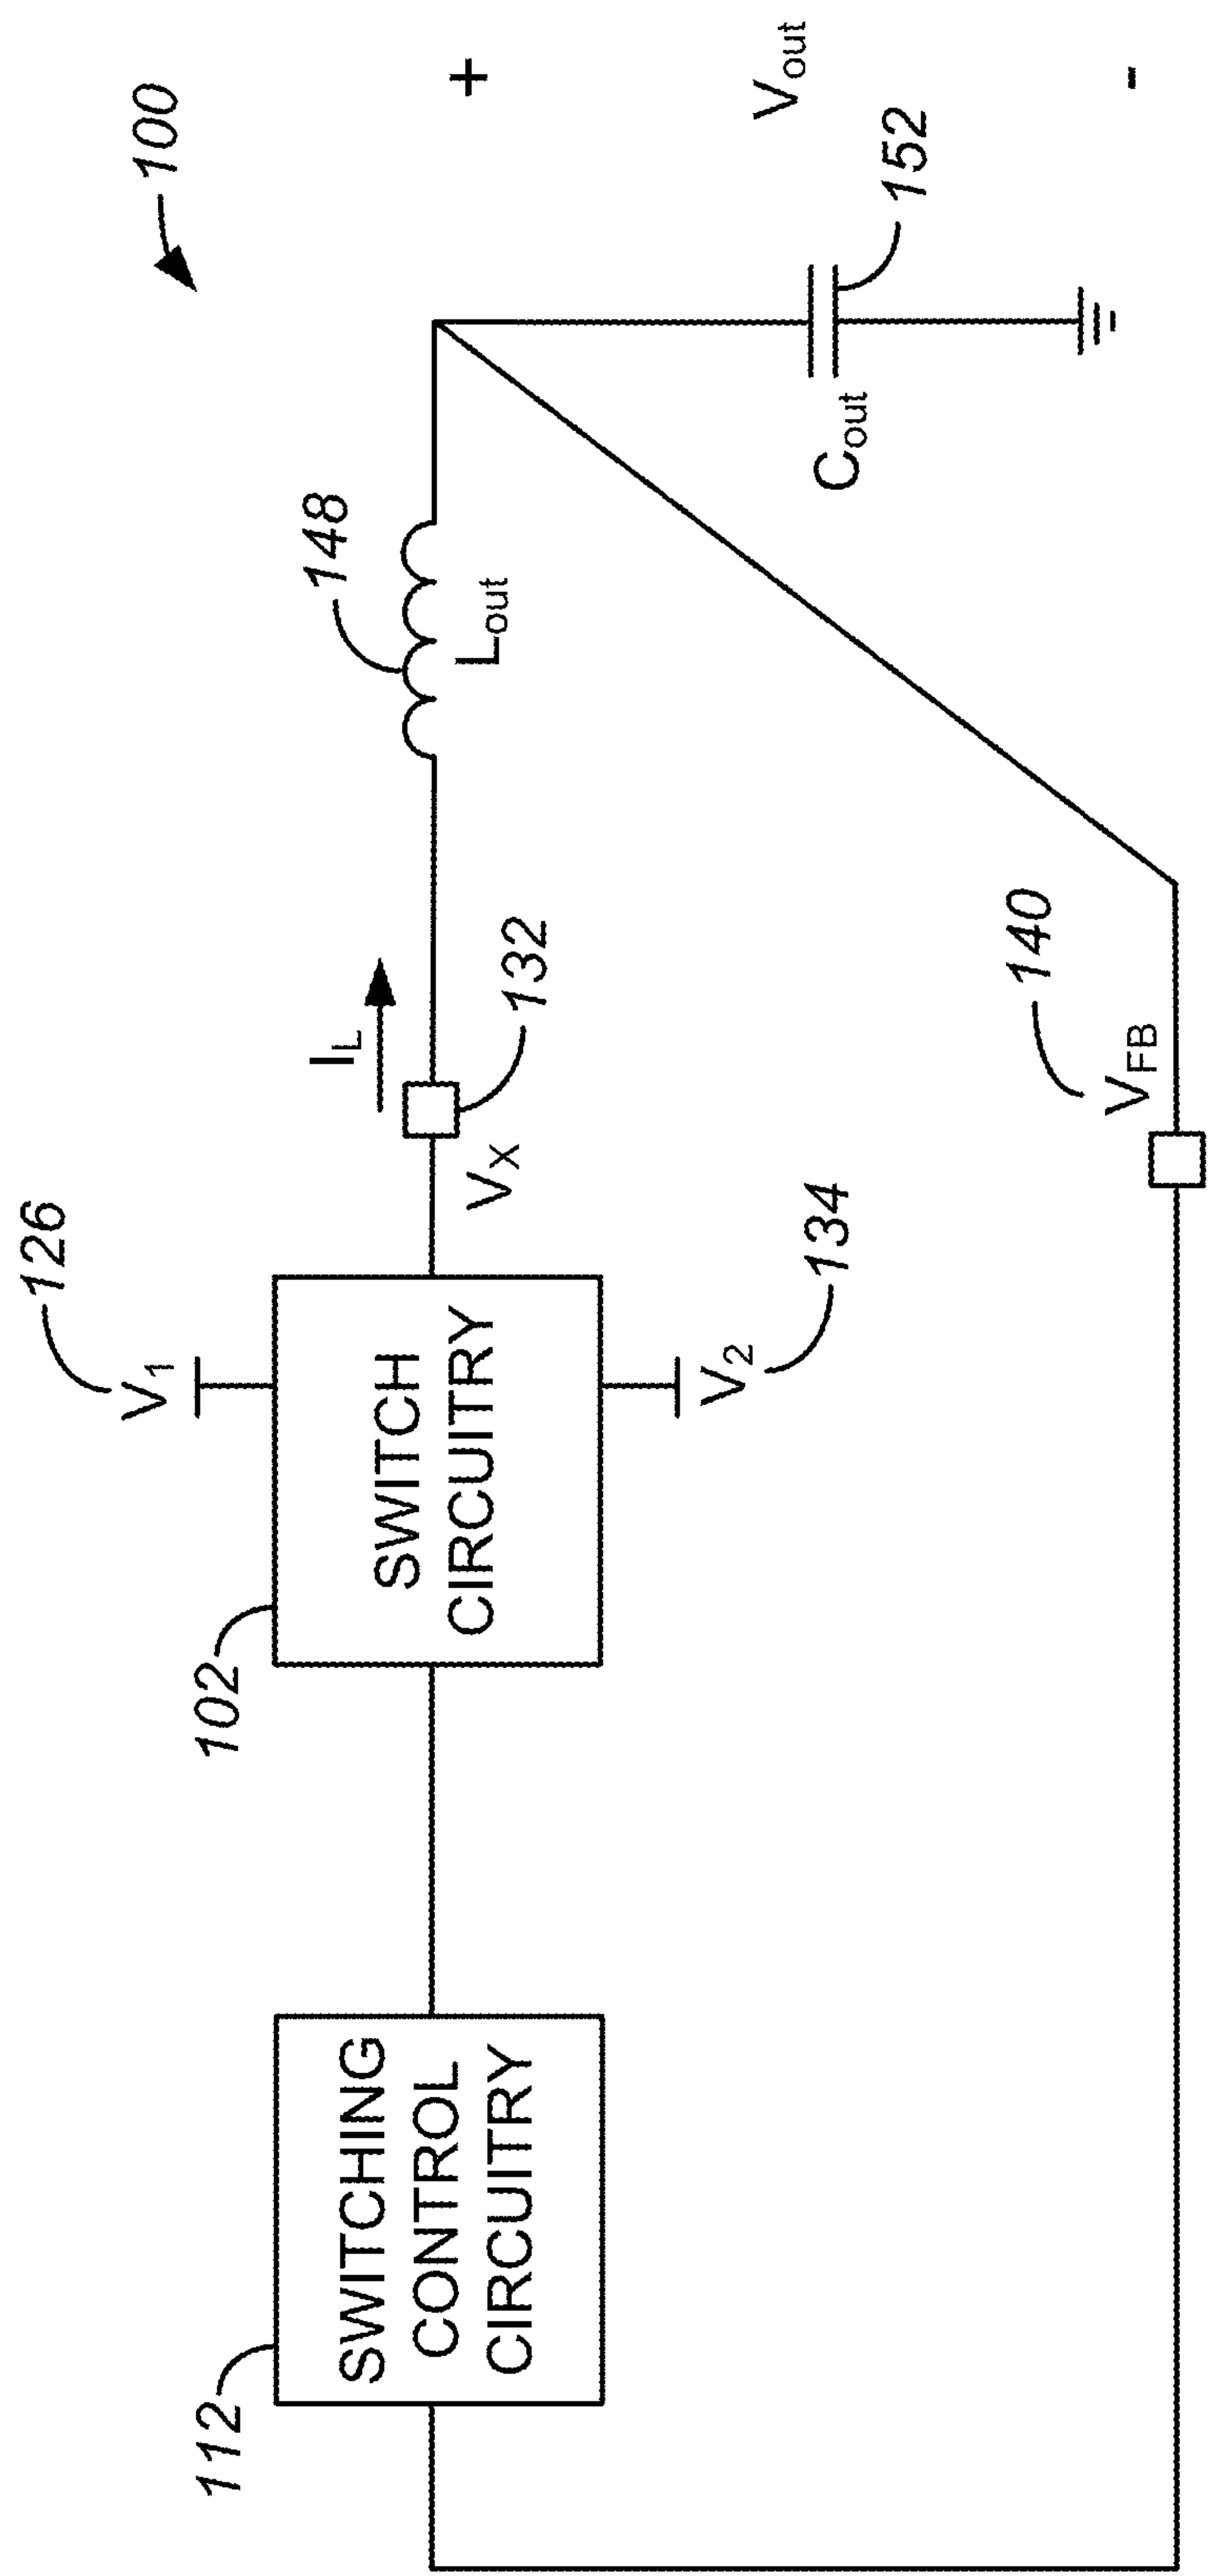 100
126
V1
IL
148
+
102
SWITCH
CIRCUITRY
VX
132
Lout
112
SWITCHING
CONTROL
CIRCUITRY
V2
134
Cout
152
Vout
VFB
140
-